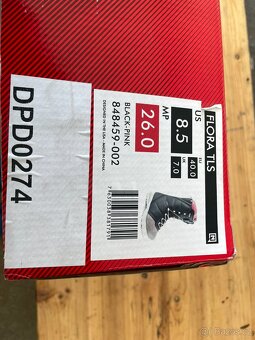 FLORA TLS
US
8.5
EU
40.0
UK
7.0
MP
26.0
BLACK-PINK
848459-002
DESIGNED IN THE USA - MADE IN CHINA
DPD0274